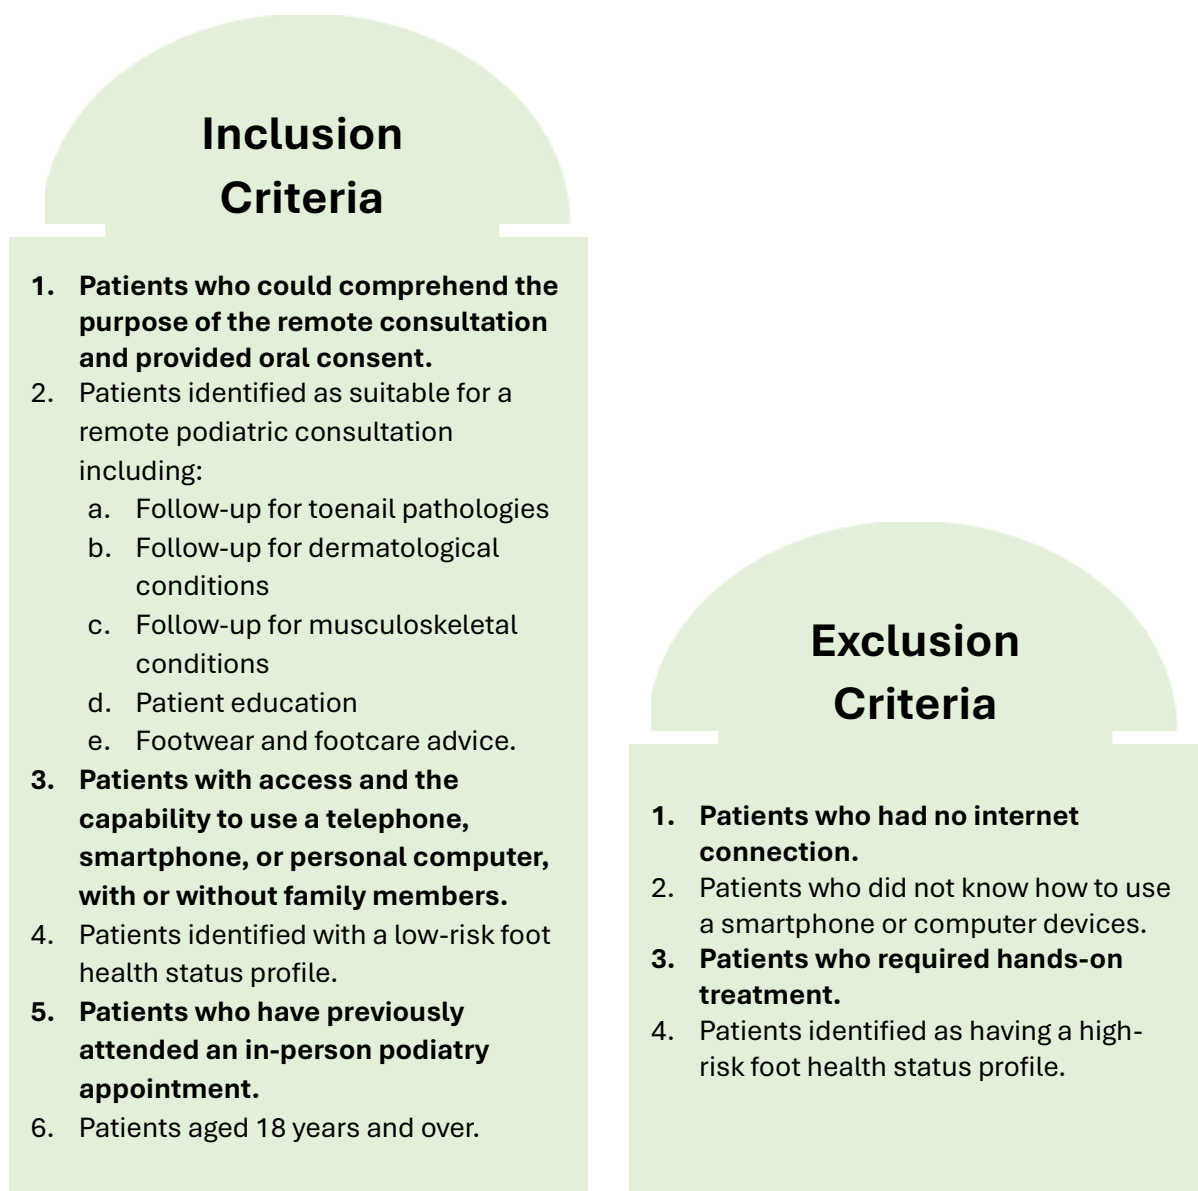 Inclusion
Criteria
1. Patients who could comprehend the
purpose of the remote consultation
and provided oral consent.
2. Patients identified as suitable for a
remote podiatric consultation
including:
a. Follow-up for toenail pathologies
b. Follow-up for dermatological
conditions
c. Follow-up for musculoskeletal
conditions
d. Patient education
e. Footwear and footcare advice.
3. Patients with access and the
capability to use a telephone,
smartphone, or personal computer,
with or without family members.
4. Patients identified with a low-risk foot
health status profile.
5. Patients who have previously
attended an in-person podiatry
appointment.
6. Patients aged 18 years and over.
Exclusion
Criteria
1. Patients who had no internet
connection.
2. Patients who did not know how to use
a smartphone or computer devices.
3. Patients who required hands-on
treatment.
4. Patients identified as having a high-
risk foot health status profile.